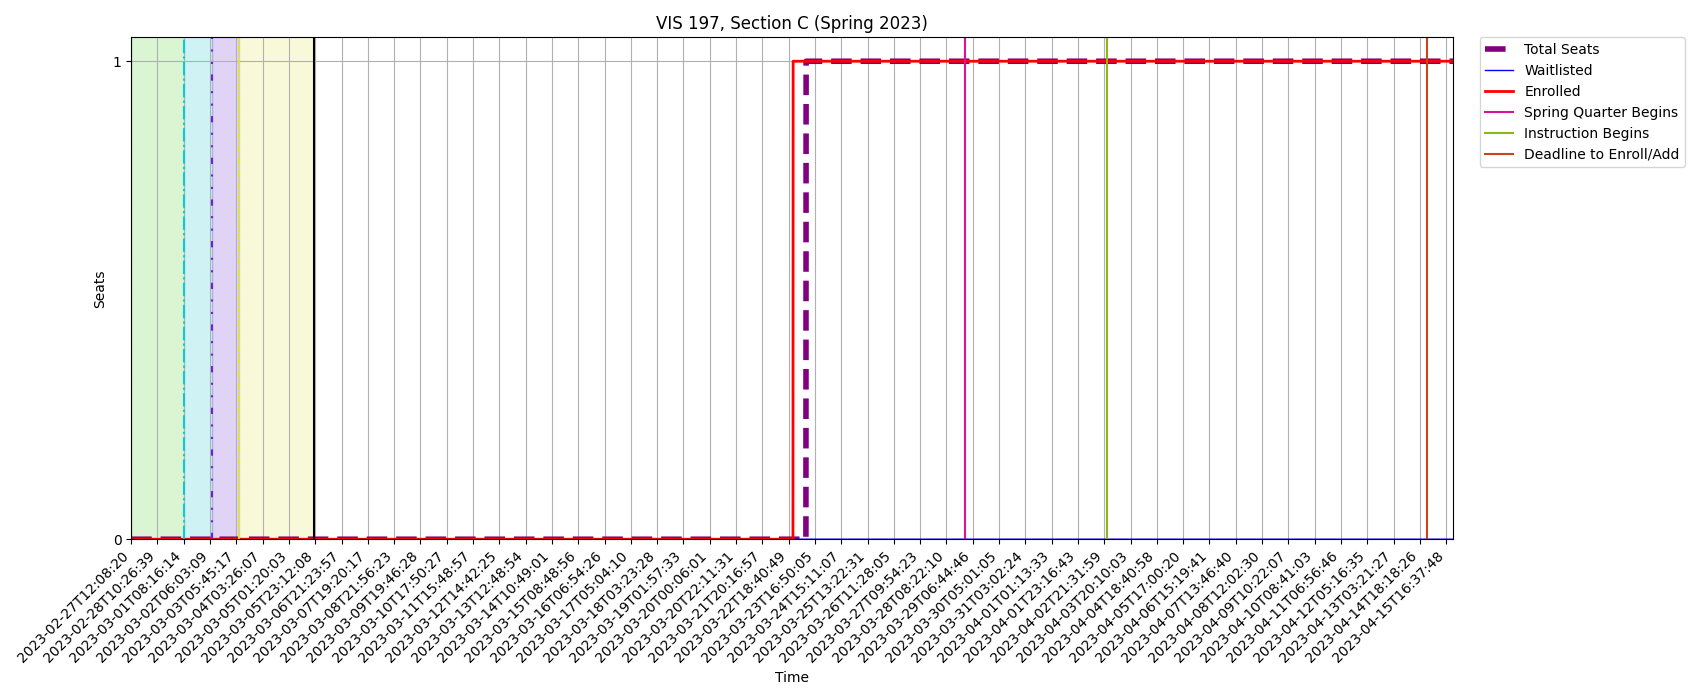 VIS 197, Section C (Spring 2023)
Total Seats
Waitlisted
Enrolled
Spring Quarter Begins
Instruction Begins
Deadline to Enroll/Add
Seats
1
0
2023-02-27T12:08:20
2023-02-28T10:26:39
2023-03-01T08:16:14
2023-03-02T06:03:09
2023-03-03T05:45:17
2023-03-04T03:26:07
2023-03-05T01:20:03
2023-03-05T23:12:08
2023-03-06T21:23:57
2023-03-07T19:20:17
2023-03-08T21:56:23
2023-03-09T19:46:28
2023-03-10T17:50:27
2023-03-11T15:48:57
2023-03-12T14:42:25
2023-03-13T12:48:54
2023-03-14T10:49:01
2023-03-15T08:48:56
2023-03-16T06:54:26
2023-03-17T05:04:10
2023-03-18T03:23:28
2023-03-19T01:57:33
2023-03-20T00:06:01
2023-03-20T22:11:31
2023-03-21T20:16:57
2023-03-22T18:40:49
2023-03-23T16:50:05
2023-03-24T15:11:07
2023-03-25T13:22:31
2023-03-26T11:28:05
2023-03-27T09:54:23
2023-03-28T08:22:10
2023-03-29T06:44:46
2023-03-30T05:01:05
2023-03-31T03:02:24
2023-04-01T01:13:33
2023-04-01T23:16:43
2023-04-02T21:31:59
2023-04-03T20:10:03
2023-04-04T18:40:58
2023-04-05T17:00:20
2023-04-06T15:19:41
2023-04-07T13:46:40
2023-04-08T12:02:30
2023-04-09T10:22:07
2023-04-10T08:41:03
2023-04-11T06:56:46
2023-04-12T05:16:35
2023-04-13T03:21:27
2023-04-14T18:18:26
2023-04-15T16:37:48
Time